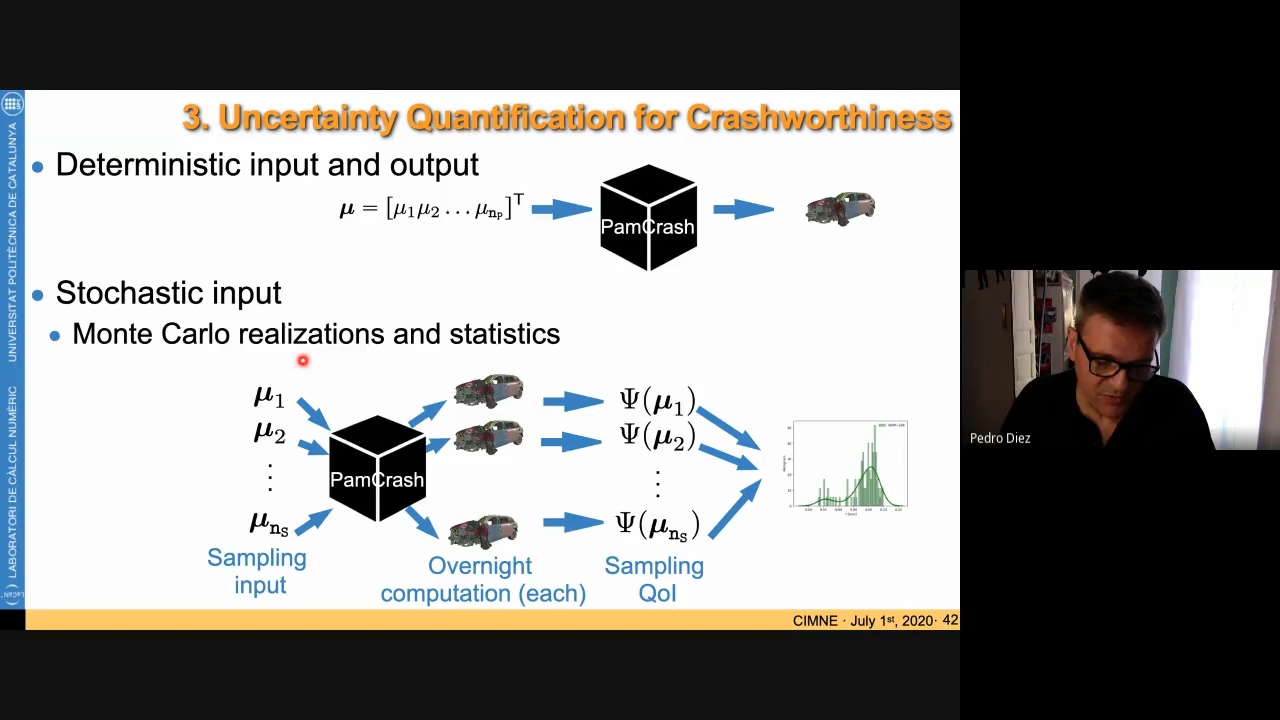 3. Uncertainty Quantification for Crashworthiness
• Deterministic input and output
μ = [μ₁μ₂ … μₙₚ]ᵀ
PamCrash
• Stochastic input
• Monte Carlo realizations and statistics
μ₁
μ₂
⋮
μₙₛ
Sampling
input
PamCrash
Overnight
computation (each)
Ψ(μ₁)
Ψ(μ₂)
⋮
Ψ(μₙₛ)
Sampling
QoI
CIMNE · July 1st, 2020· 42
UNIVERSITAT POLITÈCNICA DE CATALUNYA
LABORATORI DE CÀLCUL NUMÈRIC
Pedro Diez